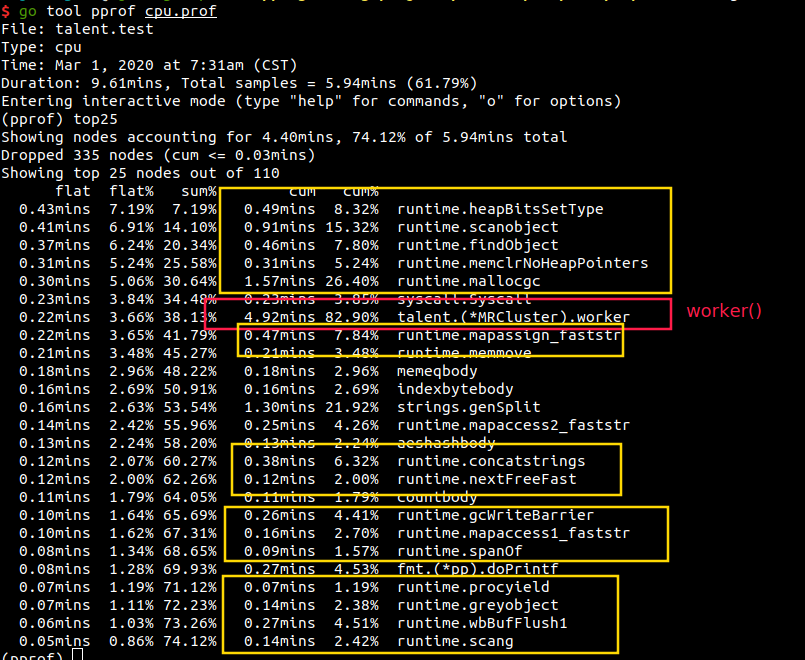 $ go tool pprof cpu.prof
File: talent.test
Type: cpu
Time: Mar 1, 2020 at 7:31am (CST)
Duration: 9.61mins, Total samples = 5.94mins (61.79%)
Entering interactive mode (type "help" for commands, "o" for options)
(pprof) top25
Showing nodes accounting for 4.40mins, 74.12% of 5.94mins total
Dropped 335 nodes (cum <= 0.03mins)
Showing top 25 nodes out of 110
flat flat% sum% cum cum%
0.43mins 7.19% 7.19% 0.49mins 8.32% runtime.heapBitsSetType
0.41mins 6.91% 14.10% 0.91mins 15.32% runtime.scanobject
0.37mins 6.24% 20.34% 0.46mins 7.80% runtime.findObject
0.31mins 5.24% 25.58% 0.31mins 5.24% runtime.memclrNoHeapPointers
0.30mins 5.06% 30.64% 1.57mins 26.40% runtime.mallocgc
0.23mins 3.84% 34.48% 0.23mins 3.85% syscall.Syscall
0.22mins 3.66% 38.13% 4.92mins 82.90% talent.(*MRCluster).worker worker()
0.22mins 3.65% 41.79% 0.47mins 7.84% runtime.mapassign_faststr
0.21mins 3.48% 45.27% 0.21mins 3.48% runtime.memmove
0.18mins 2.96% 48.22% 0.18mins 2.96% memeqbody
0.16mins 2.69% 50.91% 0.16mins 2.69% indexbytebody
0.16mins 2.63% 53.54% 1.30mins 21.92% strings.genSplit
0.14mins 2.42% 55.96% 0.25mins 4.26% runtime.mapaccess2_faststr
0.13mins 2.24% 58.20% 0.13mins 2.24% aeshashbody
0.12mins 2.07% 60.27% 0.38mins 6.32% runtime.concatstrings
0.12mins 2.00% 62.26% 0.12mins 2.00% runtime.nextFreeFast
0.11mins 1.79% 64.05% 0.11mins 1.79% countbody
0.10mins 1.64% 65.69% 0.26mins 4.41% runtime.gcWriteBarrier
0.10mins 1.62% 67.31% 0.16mins 2.70% runtime.mapaccess1_faststr
0.08mins 1.34% 68.65% 0.09mins 1.57% runtime.spanOf
0.08mins 1.28% 69.93% 0.27mins 4.53% fmt.(*pp).doPrintf
0.07mins 1.19% 71.12% 0.07mins 1.19% runtime.procyield
0.07mins 1.11% 72.23% 0.14mins 2.38% runtime.greyobject
0.06mins 1.03% 73.26% 0.27mins 4.51% runtime.wbBufFlush1
0.05mins 0.86% 74.12% 0.14mins 2.42% runtime.scang
(pprof)